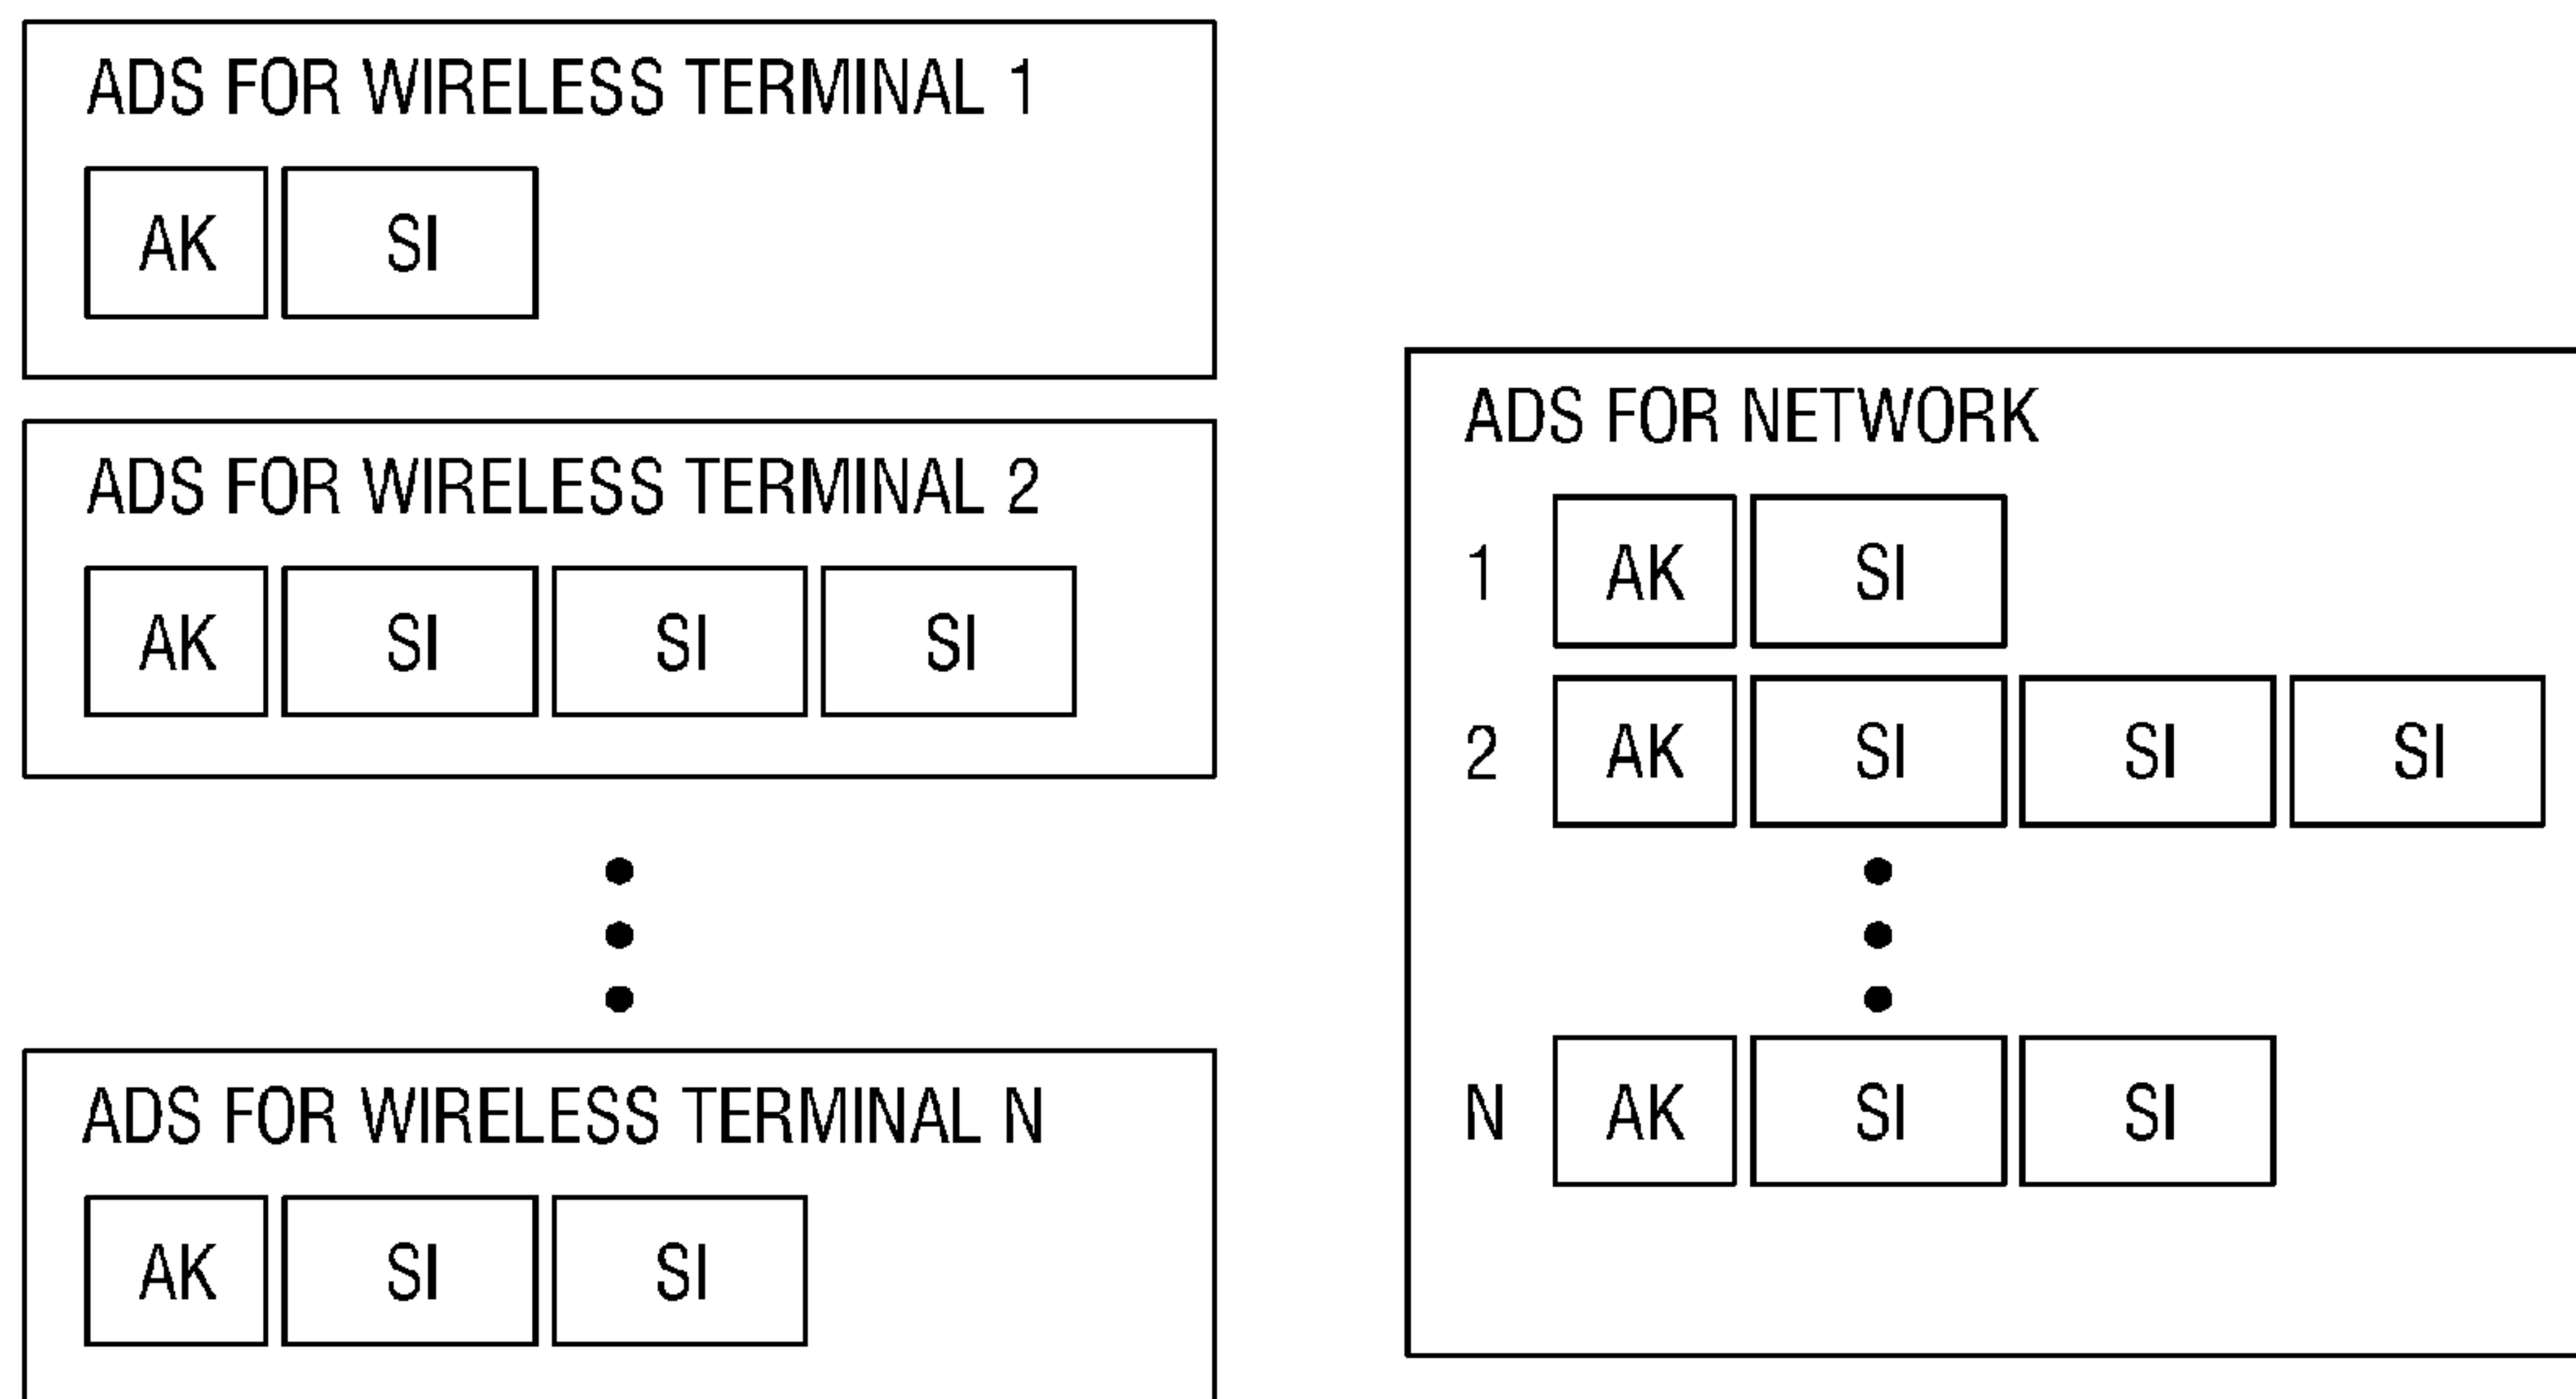 ADS FOR WIRELESS TERMINAL 1
AK SI
ADS FOR WIRELESS TERMINAL 2
AK SI SI SI
ADS FOR WIRELESS TERMINAL N
AK SI SI
ADS FOR NETWORK
1 AK SI
2 AK SI SI SI
N AK SI SI